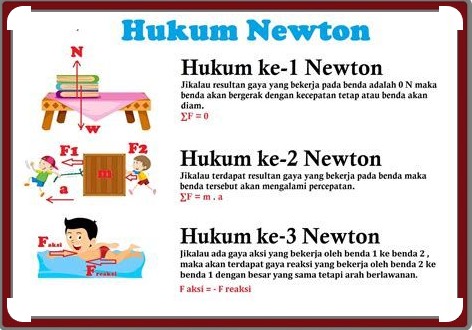 Hukum Newton
N
W
Hukum ke-1 Newton
Jikalau resultan gaya yang bekerja pada benda adalah 0 N maka
benda akan bergerak dengan kecepatan tetap atau benda akan
diam.
∑F = 0
F1
F2
m
a
Hukum ke-2 Newton
Jikalau terdapat resultan gaya yang bekerja pada benda maka
benda tersebut akan mengalami percepatan.
∑F = m . a
F aksi
F reaksi
Hukum ke-3 Newton
Jikalau ada gaya aksi yang bekerja oleh benda 1 ke benda 2 ,
maka akan terdapat gaya reaksi yang bekerja oleh benda 2 ke
benda 1 dengan besar yang sama tetapi arah berlawanan.
F aksi = - F reaksi